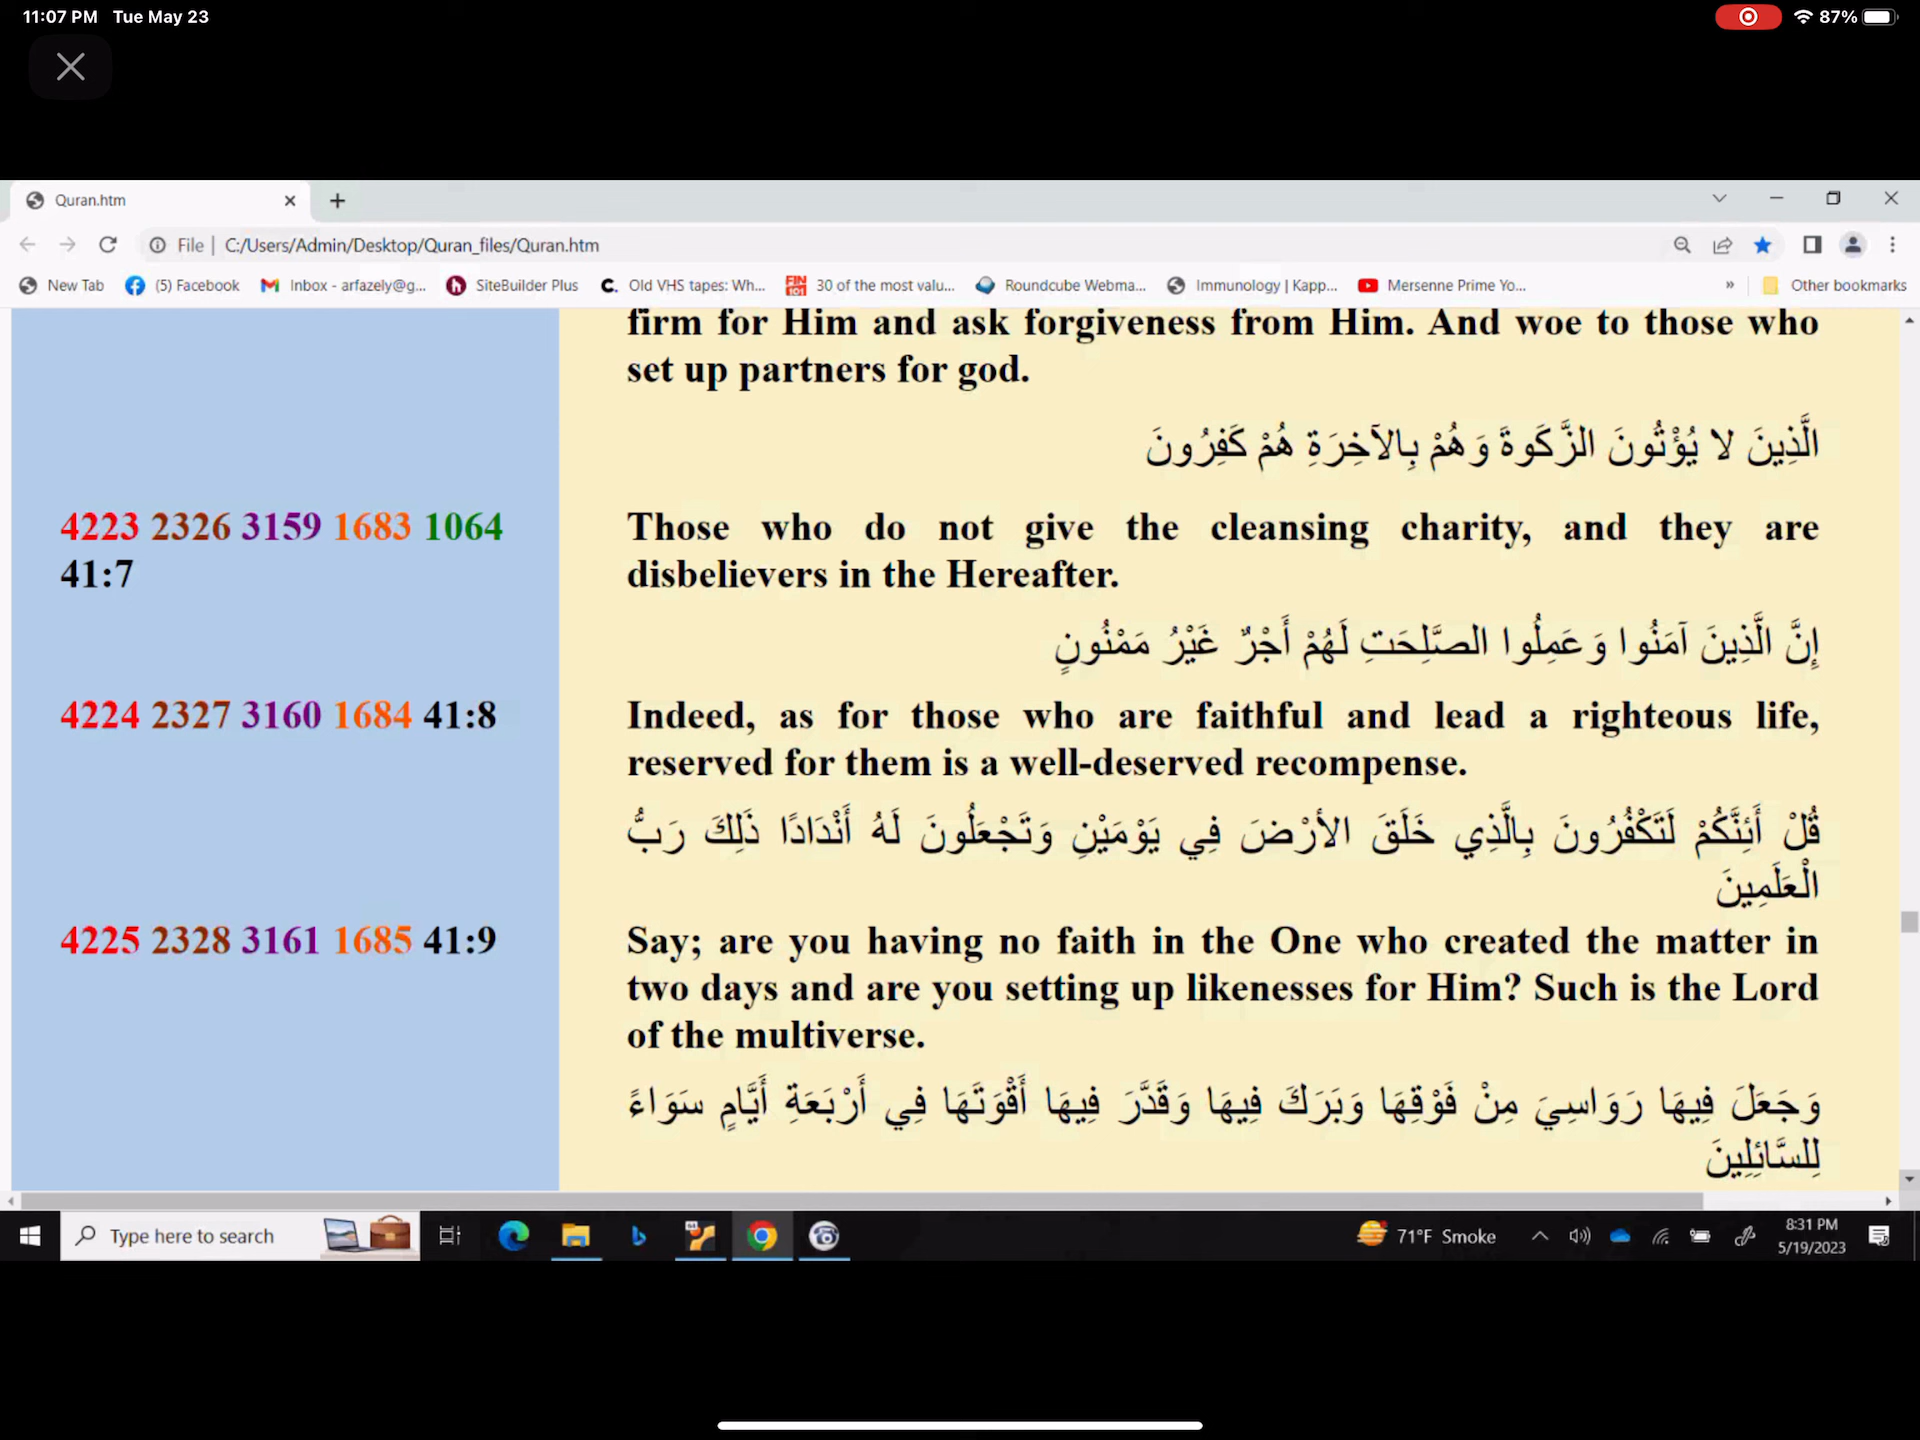 11:07 PM Tue May 23
87%
Quran.htm
File | C:/Users/Admin/Desktop/Quran_files/Quran.htm
New Tab (5) Facebook Inbox - arfazely@g... SiteBuilder Plus Old VHS tapes: Wh... FIN 101 30 of the most valu... Roundcube Webma... Immunology | Kapp... Mersenne Prime Yo... » Other bookmarks
firm for Him and ask forgiveness from Him. And woe to those who
set up partners for god.
الَّذِينَ لا يُؤْتُونَ الزَّكَوةَ وَهُمْ بِالآخِرَةِ هُمْ كَفِرُونَ
4223 2326 3159 1683 1064
41:7
Those who do not give the cleansing charity, and they are
disbelievers in the Hereafter.
إِنَّ الَّذِينَ آمَنُوا وَعَمِلُوا الصَّلِحَتِ لَهُمْ أَجْرٌ غَيْرُ مَمْنُونٍ
4224 2327 3160 1684 41:8
Indeed, as for those who are faithful and lead a righteous life,
reserved for them is a well-deserved recompense.
قُلْ أَئِنَّكُمْ لَتَكْفُرُونَ بِالَّذِي خَلَقَ الأرْضَ فِي يَوْمَيْنِ وَتَجْعَلُونَ لَهُ أَنْدَادًا ذَلِكَ رَبُّ
الْعَلَمِينَ
4225 2328 3161 1685 41:9
Say; are you having no faith in the One who created the matter in
two days and are you setting up likenesses for Him? Such is the Lord
of the multiverse.
وَجَعَلَ فِيهَا رَوَاسِيَ مِنْ فَوْقِهَا وَبَرَكَ فِيهَا وَقَدَّرَ فِيهَا أَقْوَتَهَا فِي أَرْبَعَةِ أَيَّامٍ سَوَاءً
لِلسَّائِلِينَ
Type here to search
71°F Smoke
8:31 PM
5/19/2023